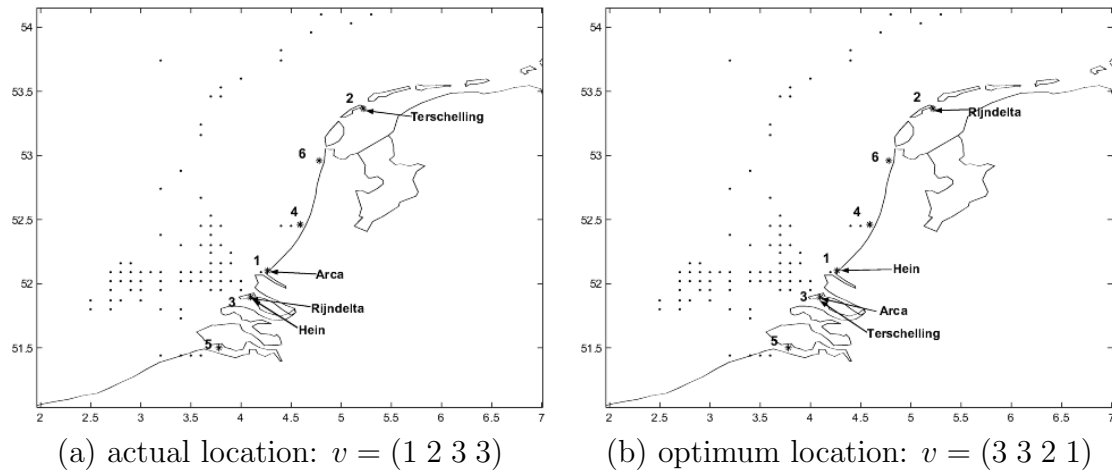 54
53.5
53
52.5
52
51.5
2
Terschelling
6
4
1
Arca
3
Rijndelta
Hein
5
2 2.5 3 3.5 4 4.5 5 5.5 6 6.5 7
(a) actual location: v = (1 2 3 3)
54
53.5
53
52.5
52
51.5
2
Rijndelta
6
4
1
Hein
3
Arca
Terschelling
5
2 2.5 3 3.5 4 4.5 5 5.5 6 6.5 7
(b) optimum location: v = (3 3 2 1)